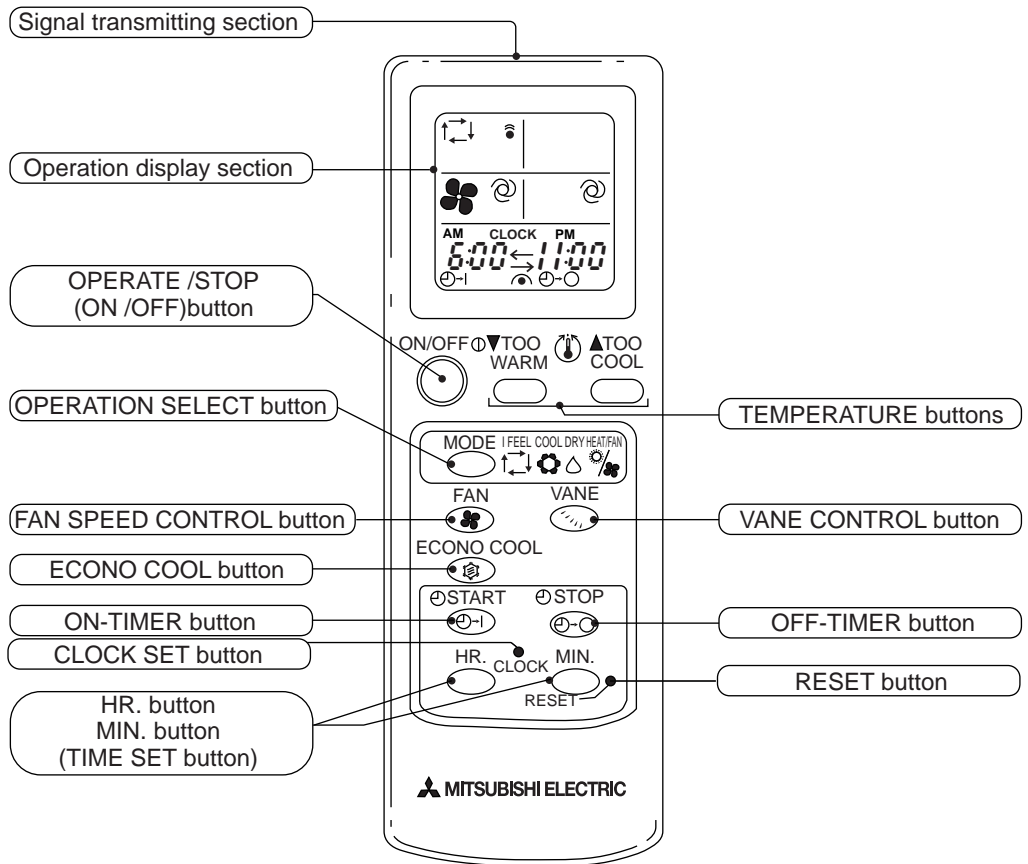 Signal transmitting section
Operation display section
AM CLOCK PM
6:00 11:00
OPERATE /STOP
(ON /OFF)button
ON/OFF ▼TOO WARM ▲TOO COOL
OPERATION SELECT button
TEMPERATURE buttons
MODE I FEEL COOL DRY HEAT/FAN
FAN VANE
FAN SPEED CONTROL button
VANE CONTROL button
ECONO COOL
ECONO COOL button
START STOP
ON-TIMER button
OFF-TIMER button
CLOCK SET button
HR. CLOCK MIN.
RESET
RESET button
HR. button
MIN. button
(TIME SET button)
MITSUBISHI ELECTRIC